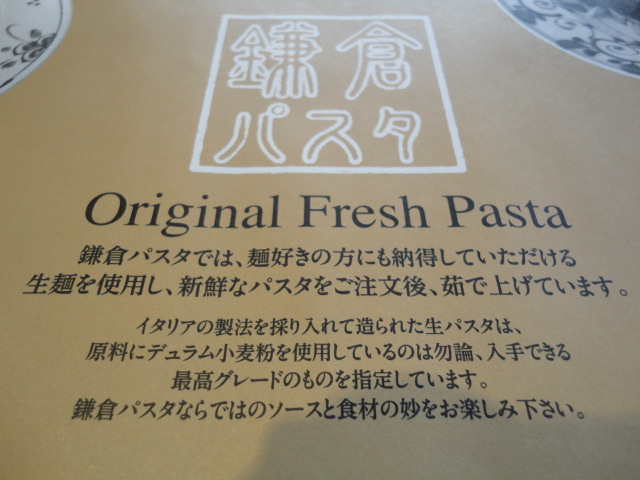 鎌倉
パスタ
Original Fresh Pasta
鎌倉パスタでは、麺好きの方にも納得していただける
生麺を使用し、新鮮なパスタをご注文後、茹で上げています。
イタリアの製法を採り入れて造られた生パスタは、
原料にデュラム小麦粉を使用しているのは勿論、入手できる
最高グレードのものを指定しています。
鎌倉パスタならではのソースと食材の妙をお楽しみ下さい。